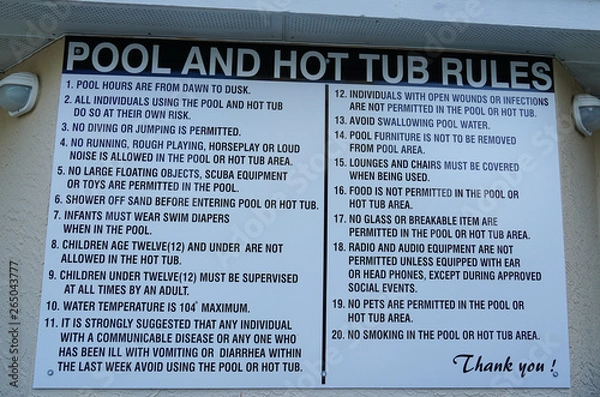 POOL AND HOT TUB RULES
1. POOL HOURS ARE FROM DAWN TO DUSK.
2. ALL INDIVIDUALS USING THE POOL AND HOT TUB
DO SO AT THEIR OWN RISK.
3. NO DIVING OR JUMPING IS PERMITTED.
4. NO RUNNING, ROUGH PLAYING, HORSEPLAY OR LOUD
NOISE IS ALLOWED IN THE POOL OR HOT TUB AREA.
5. NO LARGE FLOATING OBJECTS, SCUBA EQUIPMENT
OR TOYS ARE PERMITTED IN THE POOL.
6. SHOWER OFF SAND BEFORE ENTERING POOL OR HOT TUB.
7. INFANTS MUST WEAR SWIM DIAPERS
WHEN IN THE POOL.
8. CHILDREN AGE TWELVE(12) AND UNDER ARE NOT
ALLOWED IN THE HOT TUB.
9. CHILDREN UNDER TWELVE(12) MUST BE SUPERVISED
AT ALL TIMES BY AN ADULT.
10. WATER TEMPERATURE IS 104° MAXIMUM.
11. IT IS STRONGLY SUGGESTED THAT ANY INDIVIDUAL
WITH A COMMUNICABLE DISEASE OR ANY ONE WHO
HAS BEEN ILL WITH VOMITING OR DIARRHEA WITHIN
THE LAST WEEK AVOID USING THE POOL OR HOT TUB.
12. INDIVIDUALS WITH OPEN WOUNDS OR INFECTIONS
ARE NOT PERMITTED IN THE POOL OR HOT TUB.
13. AVOID SWALLOWING POOL WATER.
14. POOL FURNITURE IS NOT TO BE REMOVED
FROM POOL AREA.
15. LOUNGES AND CHAIRS MUST BE COVERED
WHEN BEING USED.
16. FOOD IS NOT PERMITTED IN THE POOL OR
HOT TUB AREA.
17. NO GLASS OR BREAKABLE ITEM ARE
PERMITTED IN THE POOL OR HOT TUB AREA.
18. RADIO AND AUDIO EQUIPMENT ARE NOT
PERMITTED UNLESS EQUIPPED WITH EAR
OR HEAD PHONES, EXCEPT DURING APPROVED
SOCIAL EVENTS.
19. NO PETS ARE PERMITTED IN THE POOL OR
HOT TUB AREA.
20. NO SMOKING IN THE POOL OR HOT TUB AREA.
Thank you !
Adobe Stock | 265043777